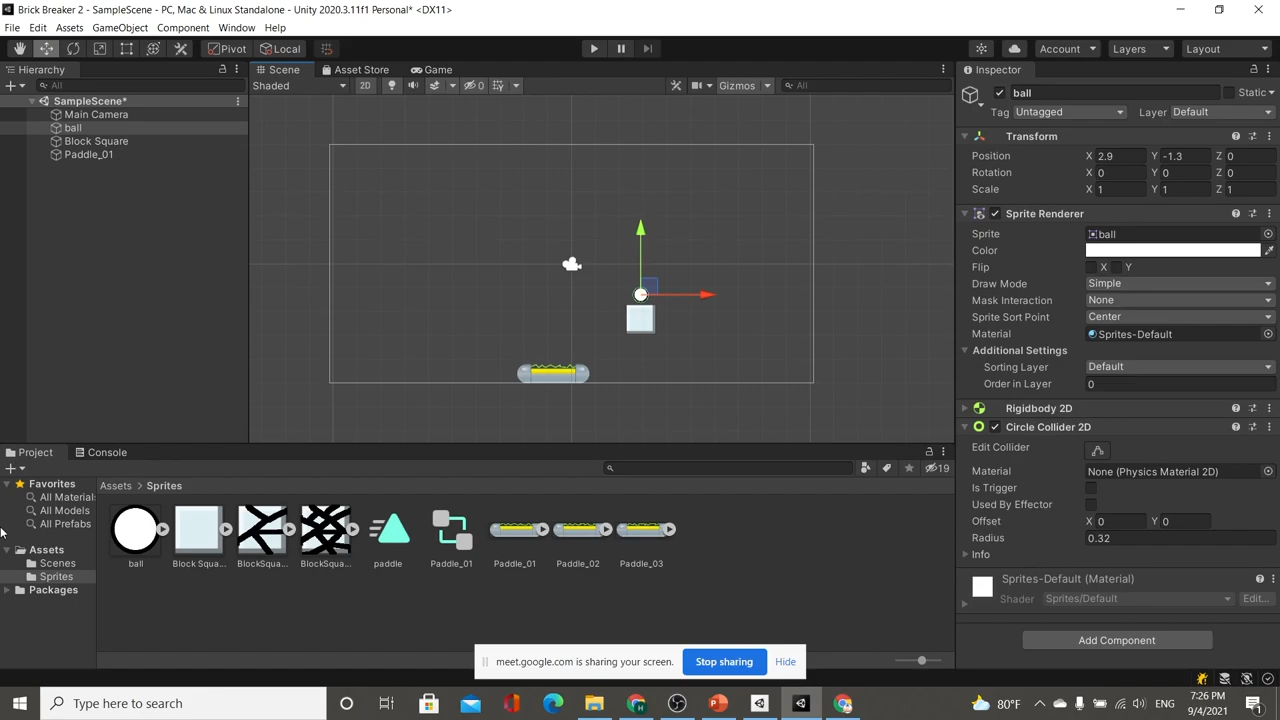 Brick Breaker 2 - SampleScene - PC, Mac & Linux Standalone - Unity 2020.3.11f1 Personal* <DX11>
File Edit Assets GameObject Component Window Help
Pivot Local Account Layers Layout
Hierarchy
All
SampleScene*
Main Camera
ball
Block Square
Paddle_01
Scene Asset Store Game
Shaded 2D 0 Gizmos All
Inspector
ball Static
Tag Untagged Layer Default
Transform
Position X 2.9 Y -1.3 Z 0
Rotation X 0 Y 0 Z 0
Scale X 1 Y 1 Z 1
Sprite Renderer
Sprite ball
Color
Flip X Y
Draw Mode Simple
Mask Interaction None
Sprite Sort Point Center
Material Sprites-Default
Additional Settings
Sorting Layer Default
Order in Layer 0
Rigidbody 2D
Circle Collider 2D
Edit Collider
Material None (Physics Material 2D)
Is Trigger
Used By Effector
Offset X 0 Y 0
Radius 0.32
Info
Sprites-Default (Material)
Shader Sprites/Default Edit...
Add Component
Project Console
19
Favorites
All Material
All Models
All Prefabs
Assets
Scenes
Sprites
Packages
Assets Sprites
ball Block Squa... BlockSqua... BlockSqua... paddle Paddle_01 Paddle_01 Paddle_02 Paddle_03
meet.google.com is sharing your screen. Stop sharing Hide
Type here to search
80°F ENG 7:26 PM
9/4/2021
1